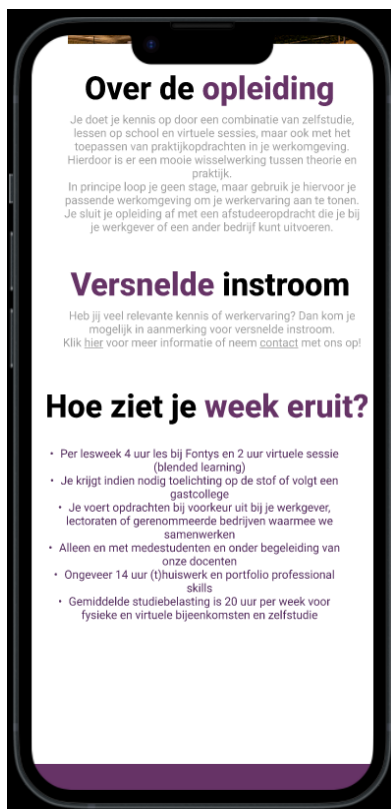 Over de opleiding
Je doet je kennis op door een combinatie van zelfstudie,
lessen op school en virtuele sessies, maar ook met het
toepassen van praktijkopdrachten in je werkomgeving.
Hierdoor is er een mooie wisselwerking tussen theorie en
praktijk.
In principe loop je geen stage, maar gebruik je hiervoor je
passende werkomgeving om je werkervaring aan te tonen.
Je sluit je opleiding af met een afstudeeropdracht die je bij
je werkgever of een ander bedrijf kunt uitvoeren.
Versnelde instroom
Heb jij veel relevante kennis of werkervaring? Dan kom je
mogelijk in aanmerking voor versnelde instroom.
Klik hier voor meer informatie of neem contact met ons op!
Hoe ziet je week eruit?
• Per lesweek 4 uur les bij Fontys en 2 uur virtuele sessie
(blended learning)
• Je krijgt indien nodig toelichting op de stof of volgt een
gastcollege
• Je voert opdrachten bij voorkeur uit bij je werkgever,
lectoraten of gerenommeerde bedrijven waarmee we
samenwerken
• Alleen en met medestudenten en onder begeleiding van
onze docenten
• Ongeveer 14 uur (t)huiswerk en portfolio professional
skills
• Gemiddelde studiebelasting is 20 uur per week voor
fysieke en virtuele bijeenkomsten en zelfstudie